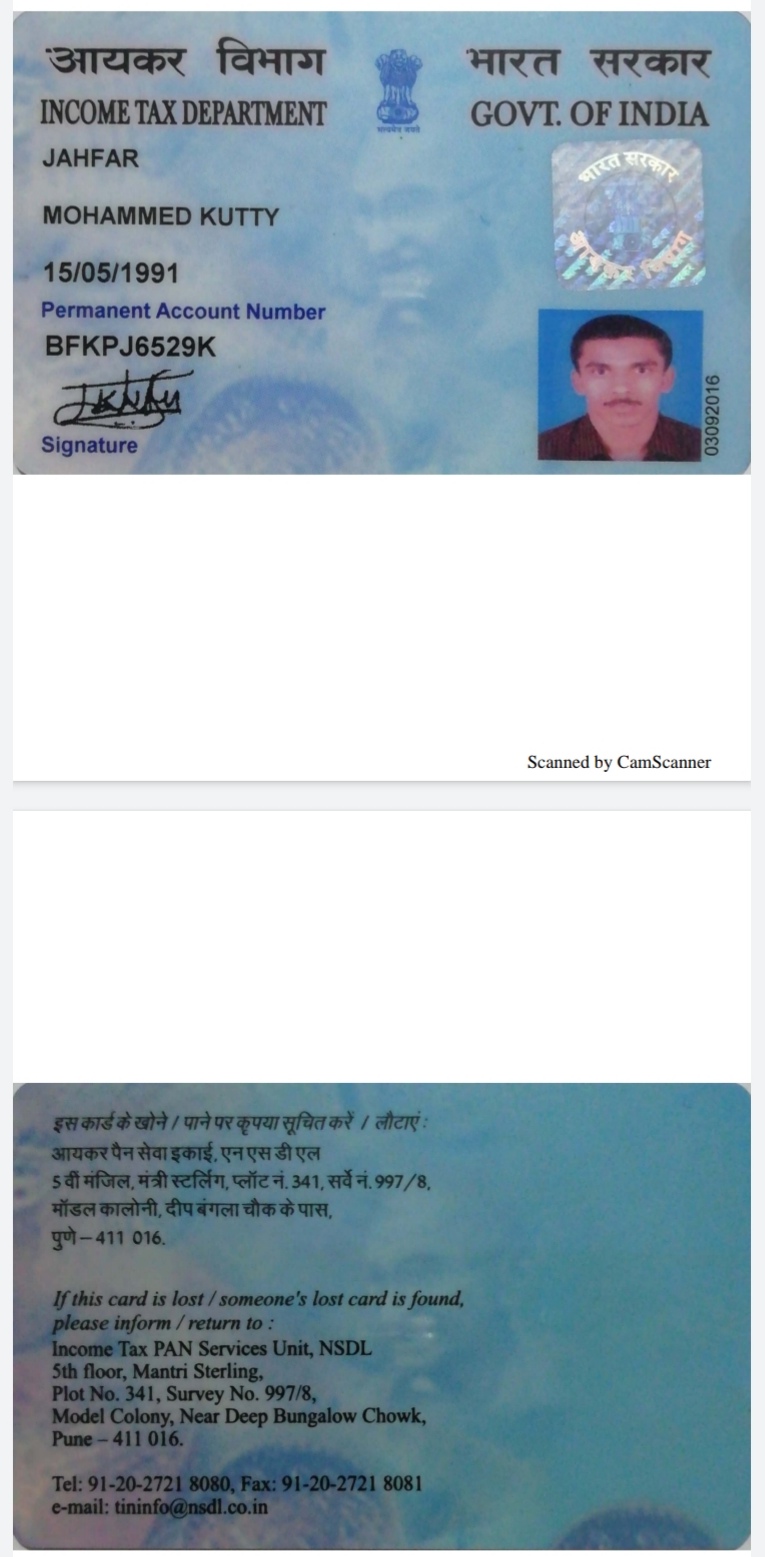 आयकर विभाग
INCOME TAX DEPARTMENT
भारत सरकार
GOVT. OF INDIA
सत्यमेव जयते
JAHFAR
MOHAMMED KUTTY
15/05/1991
Permanent Account Number
BFKPJ6529K
Signature
भारत सरकार
आयकर विभाग
03092016
Scanned by CamScanner
इस कार्ड के खोने / पाने पर कृपया सूचित करें / लौटाएं :
आयकर पैन सेवा इकाई, एन एस डी एल
5 वीं मंजिल, मंत्री स्टर्लिंग, प्लॉट नं. 341, सर्वे नं. 997/8,
मॉडल कालोनी, दीप बंगला चौक के पास,
पुणे – 411 016.
If this card is lost / someone's lost card is found,
please inform / return to :
Income Tax PAN Services Unit, NSDL
5th floor, Mantri Sterling,
Plot No. 341, Survey No. 997/8,
Model Colony, Near Deep Bungalow Chowk,
Pune – 411 016.
Tel: 91-20-2721 8080, Fax: 91-20-2721 8081
e-mail: tininfo@nsdl.co.in